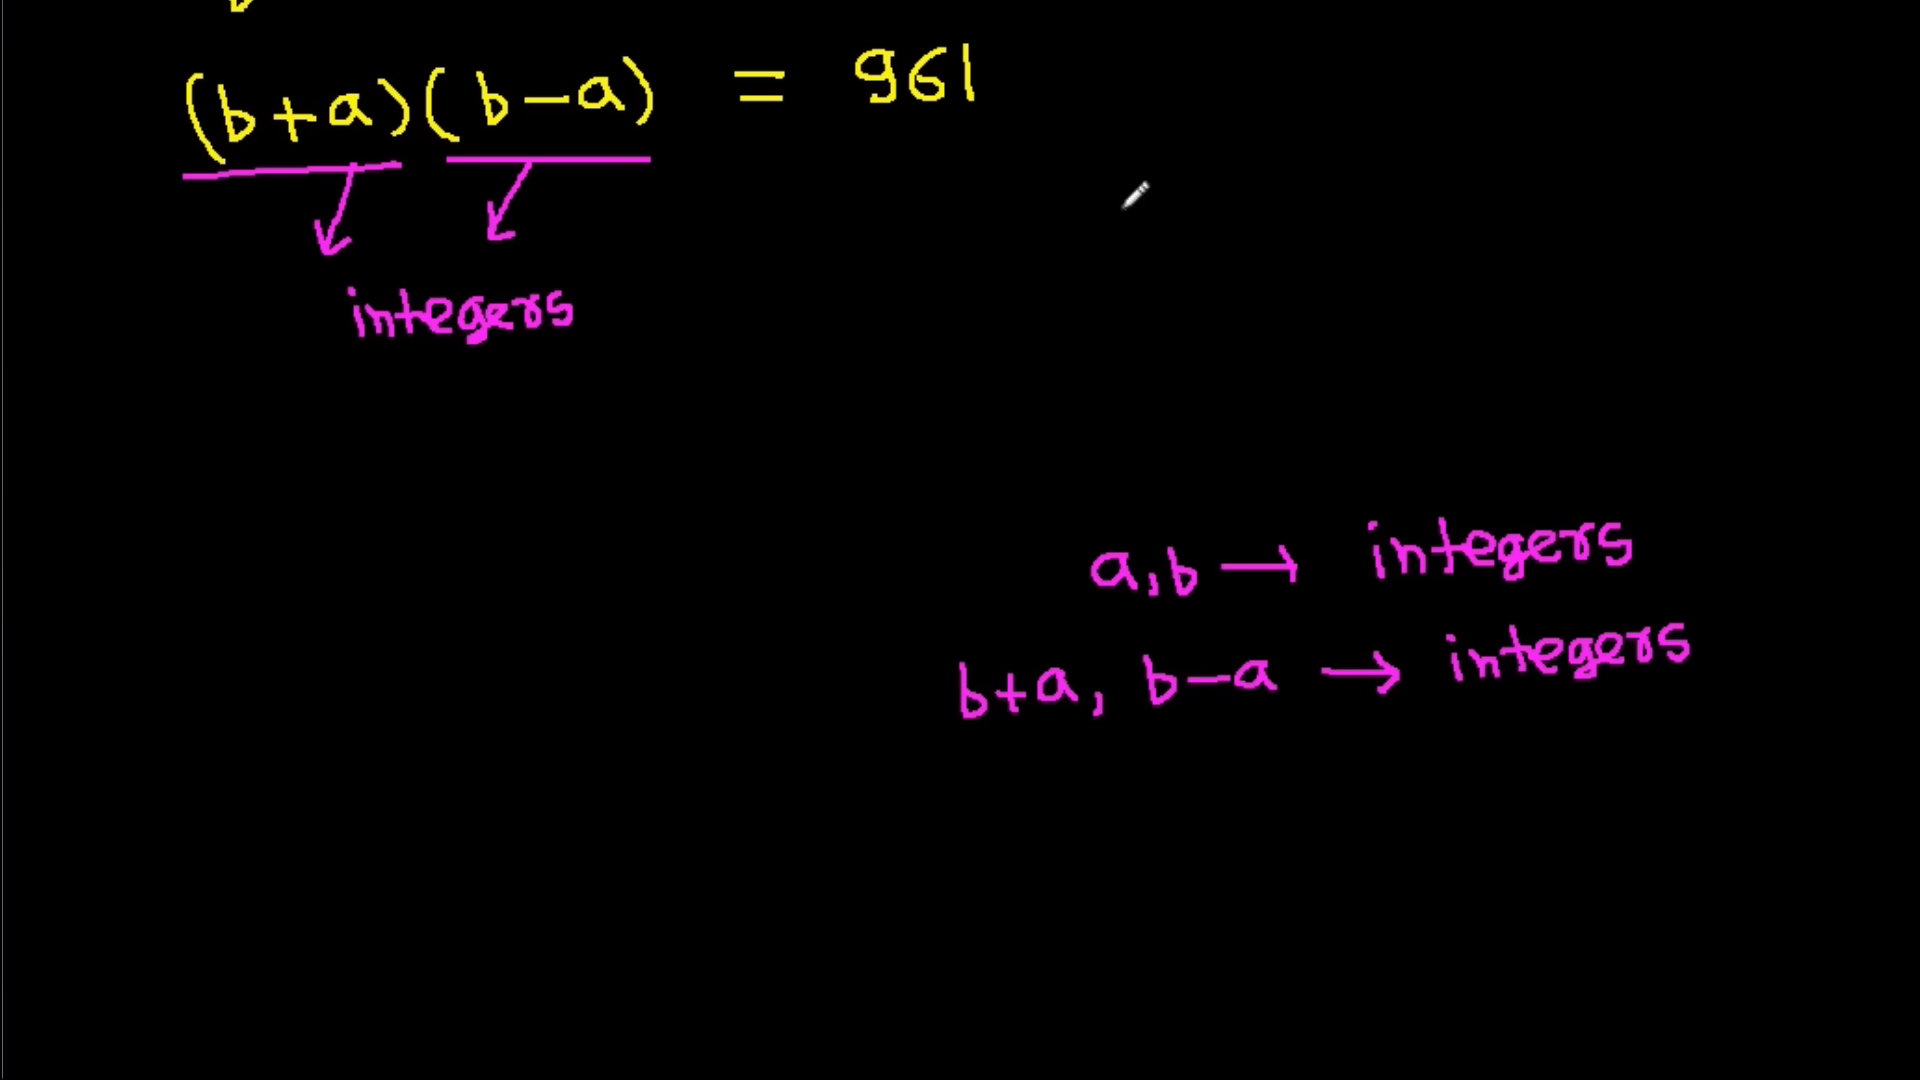 (b+a)(b-a) = 961
integers
a,b → integers
b+a, b-a → integers